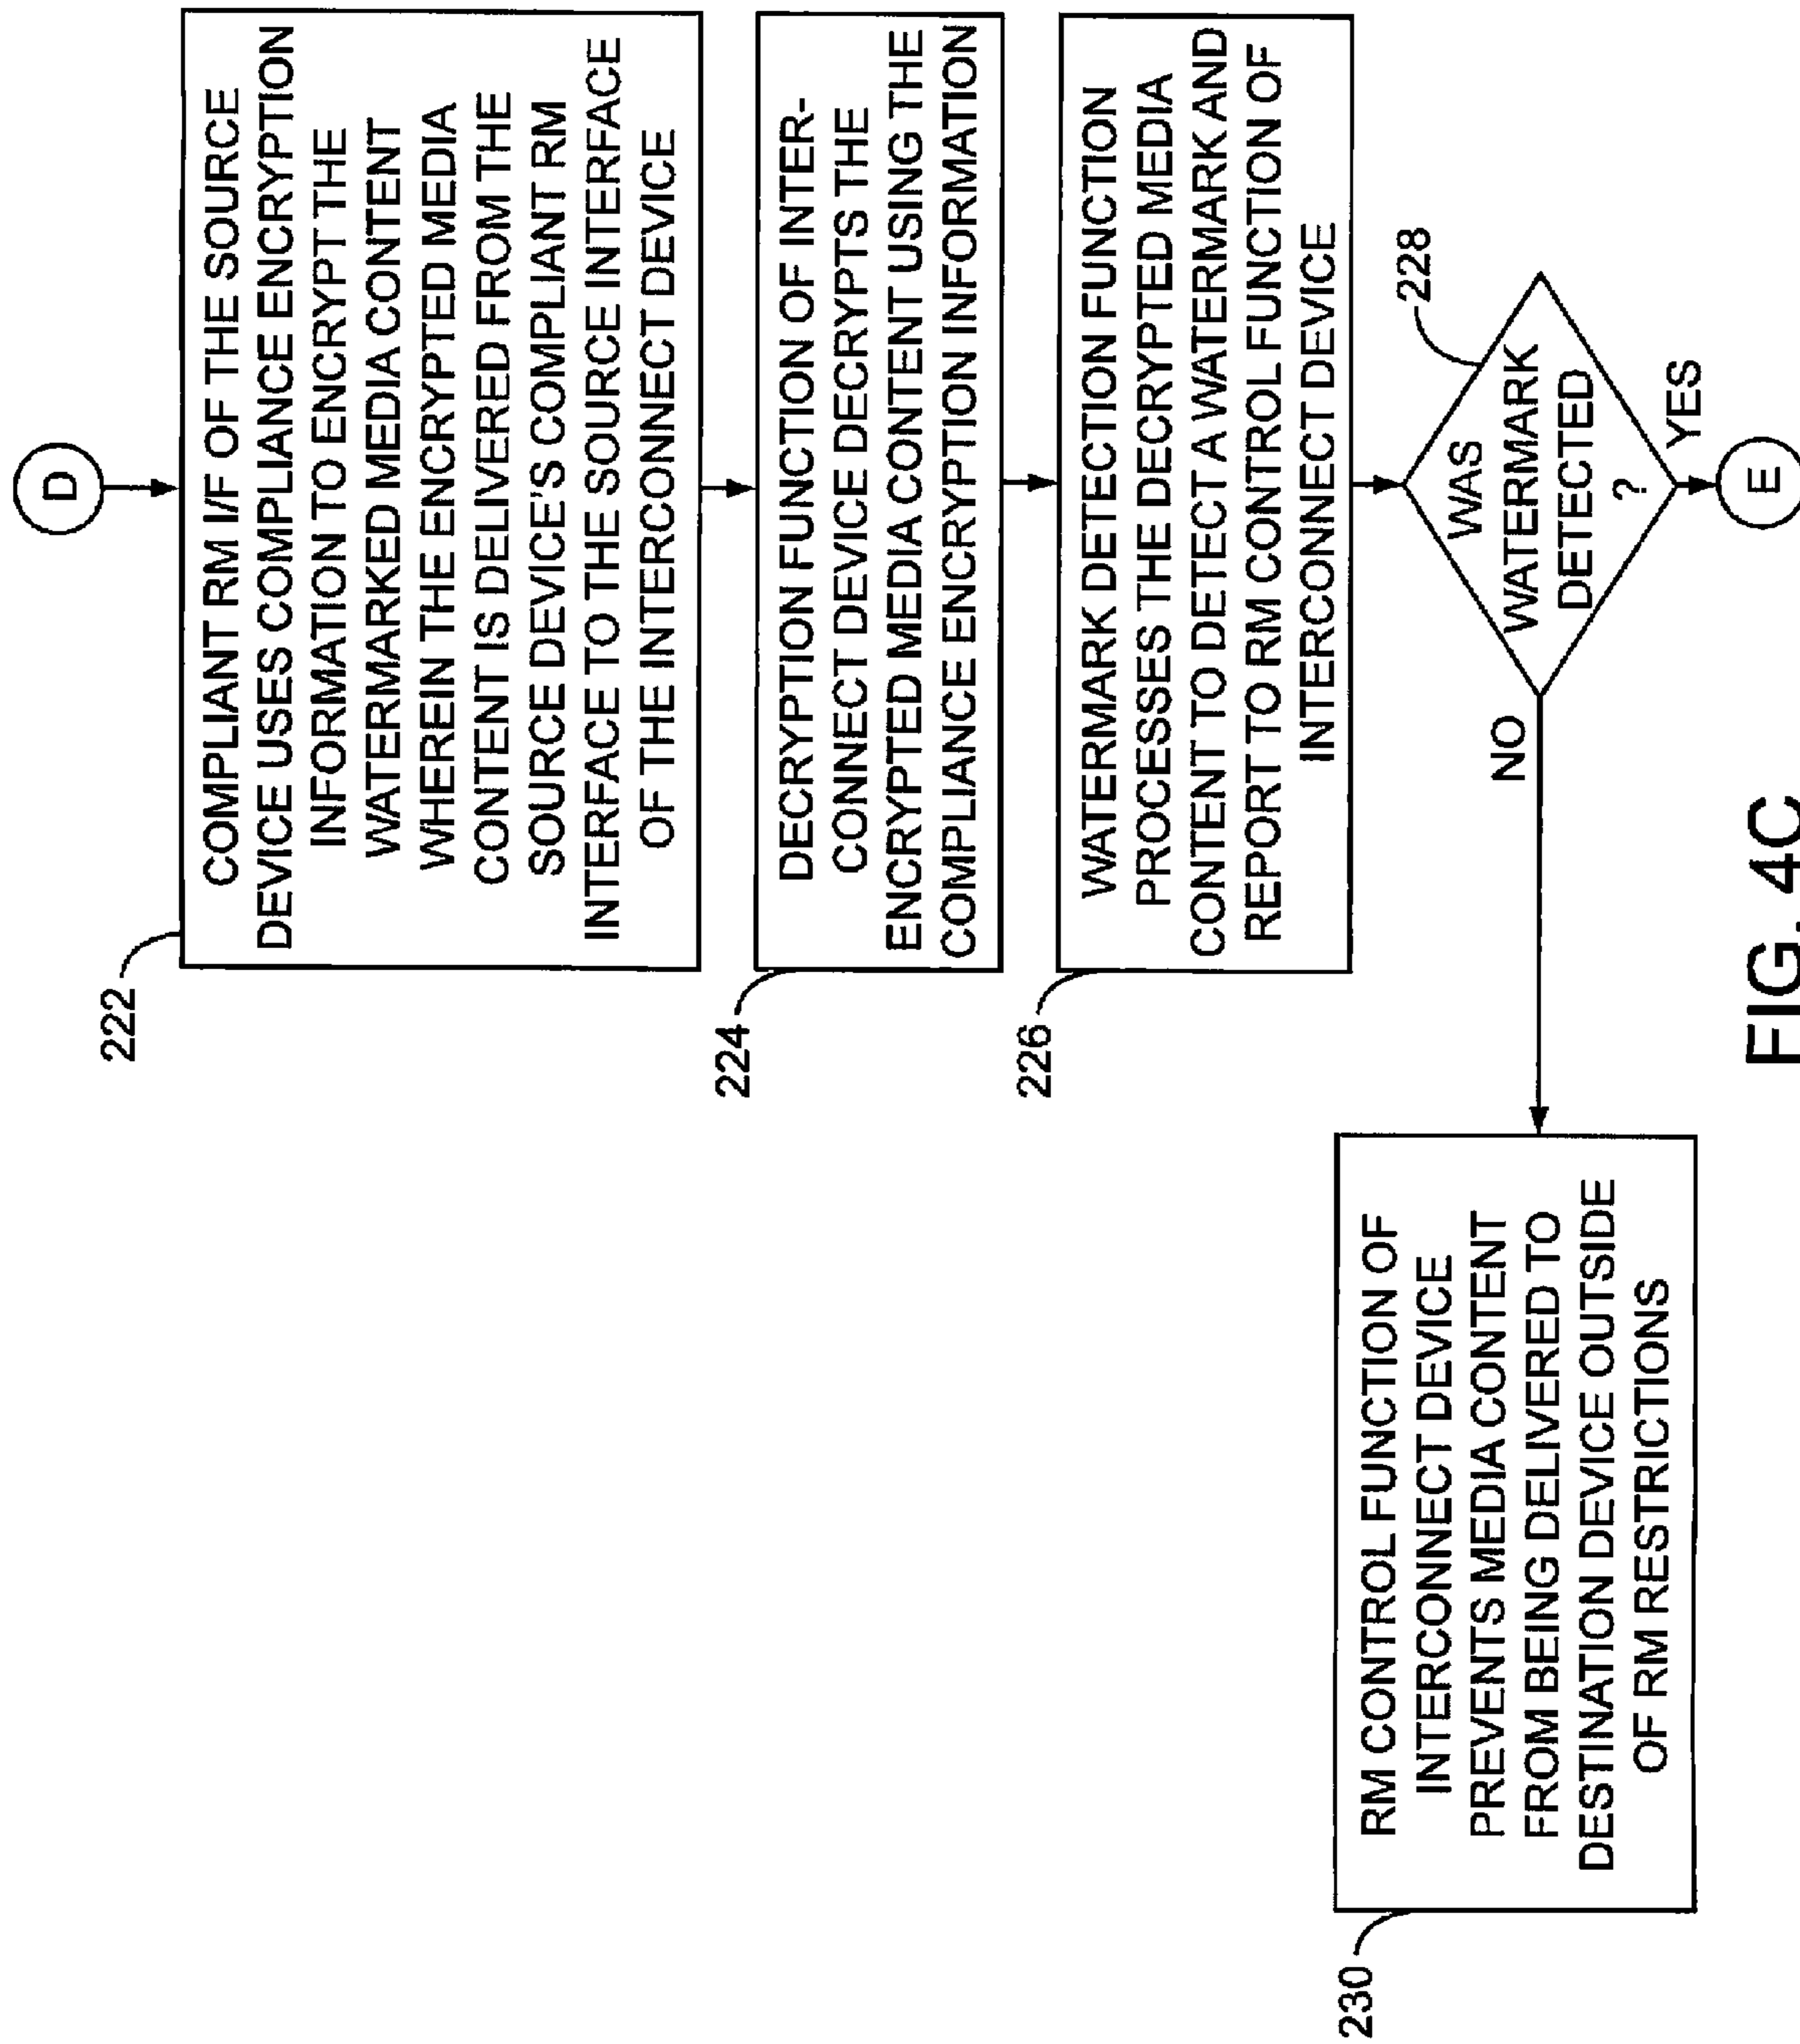 D
222
COMPLIANT RM I/F OF THE SOURCE
DEVICE USES COMPLIANCE ENCRYPTION
INFORMATION TO ENCRYPT THE
WATERMARKED MEDIA CONTENT
WHEREIN THE ENCRYPTED MEDIA
CONTENT IS DELIVERED FROM THE
SOURCE DEVICE'S COMPLIANT RM
INTERFACE TO THE SOURCE INTERFACE
OF THE INTERCONNECT DEVICE
224
DECRYPTION FUNCTION OF INTER-
CONNECT DEVICE DECRYPTS THE
ENCRYPTED MEDIA CONTENT USING THE
COMPLIANCE ENCRYPTION INFORMATION
226
WATERMARK DETECTION FUNCTION
PROCESSES THE DECRYPTED MEDIA
CONTENT TO DETECT A WATERMARK AND
REPORT TO RM CONTROL FUNCTION OF
INTERCONNECT DEVICE
228
WAS
WATERMARK
DETECTED
?
NO
YES
E
230
RM CONTROL FUNCTION OF
INTERCONNECT DEVICE
PREVENTS MEDIA CONTENT
FROM BEING DELIVERED TO
DESTINATION DEVICE OUTSIDE
OF RM RESTRICTIONS
FIG. 4C